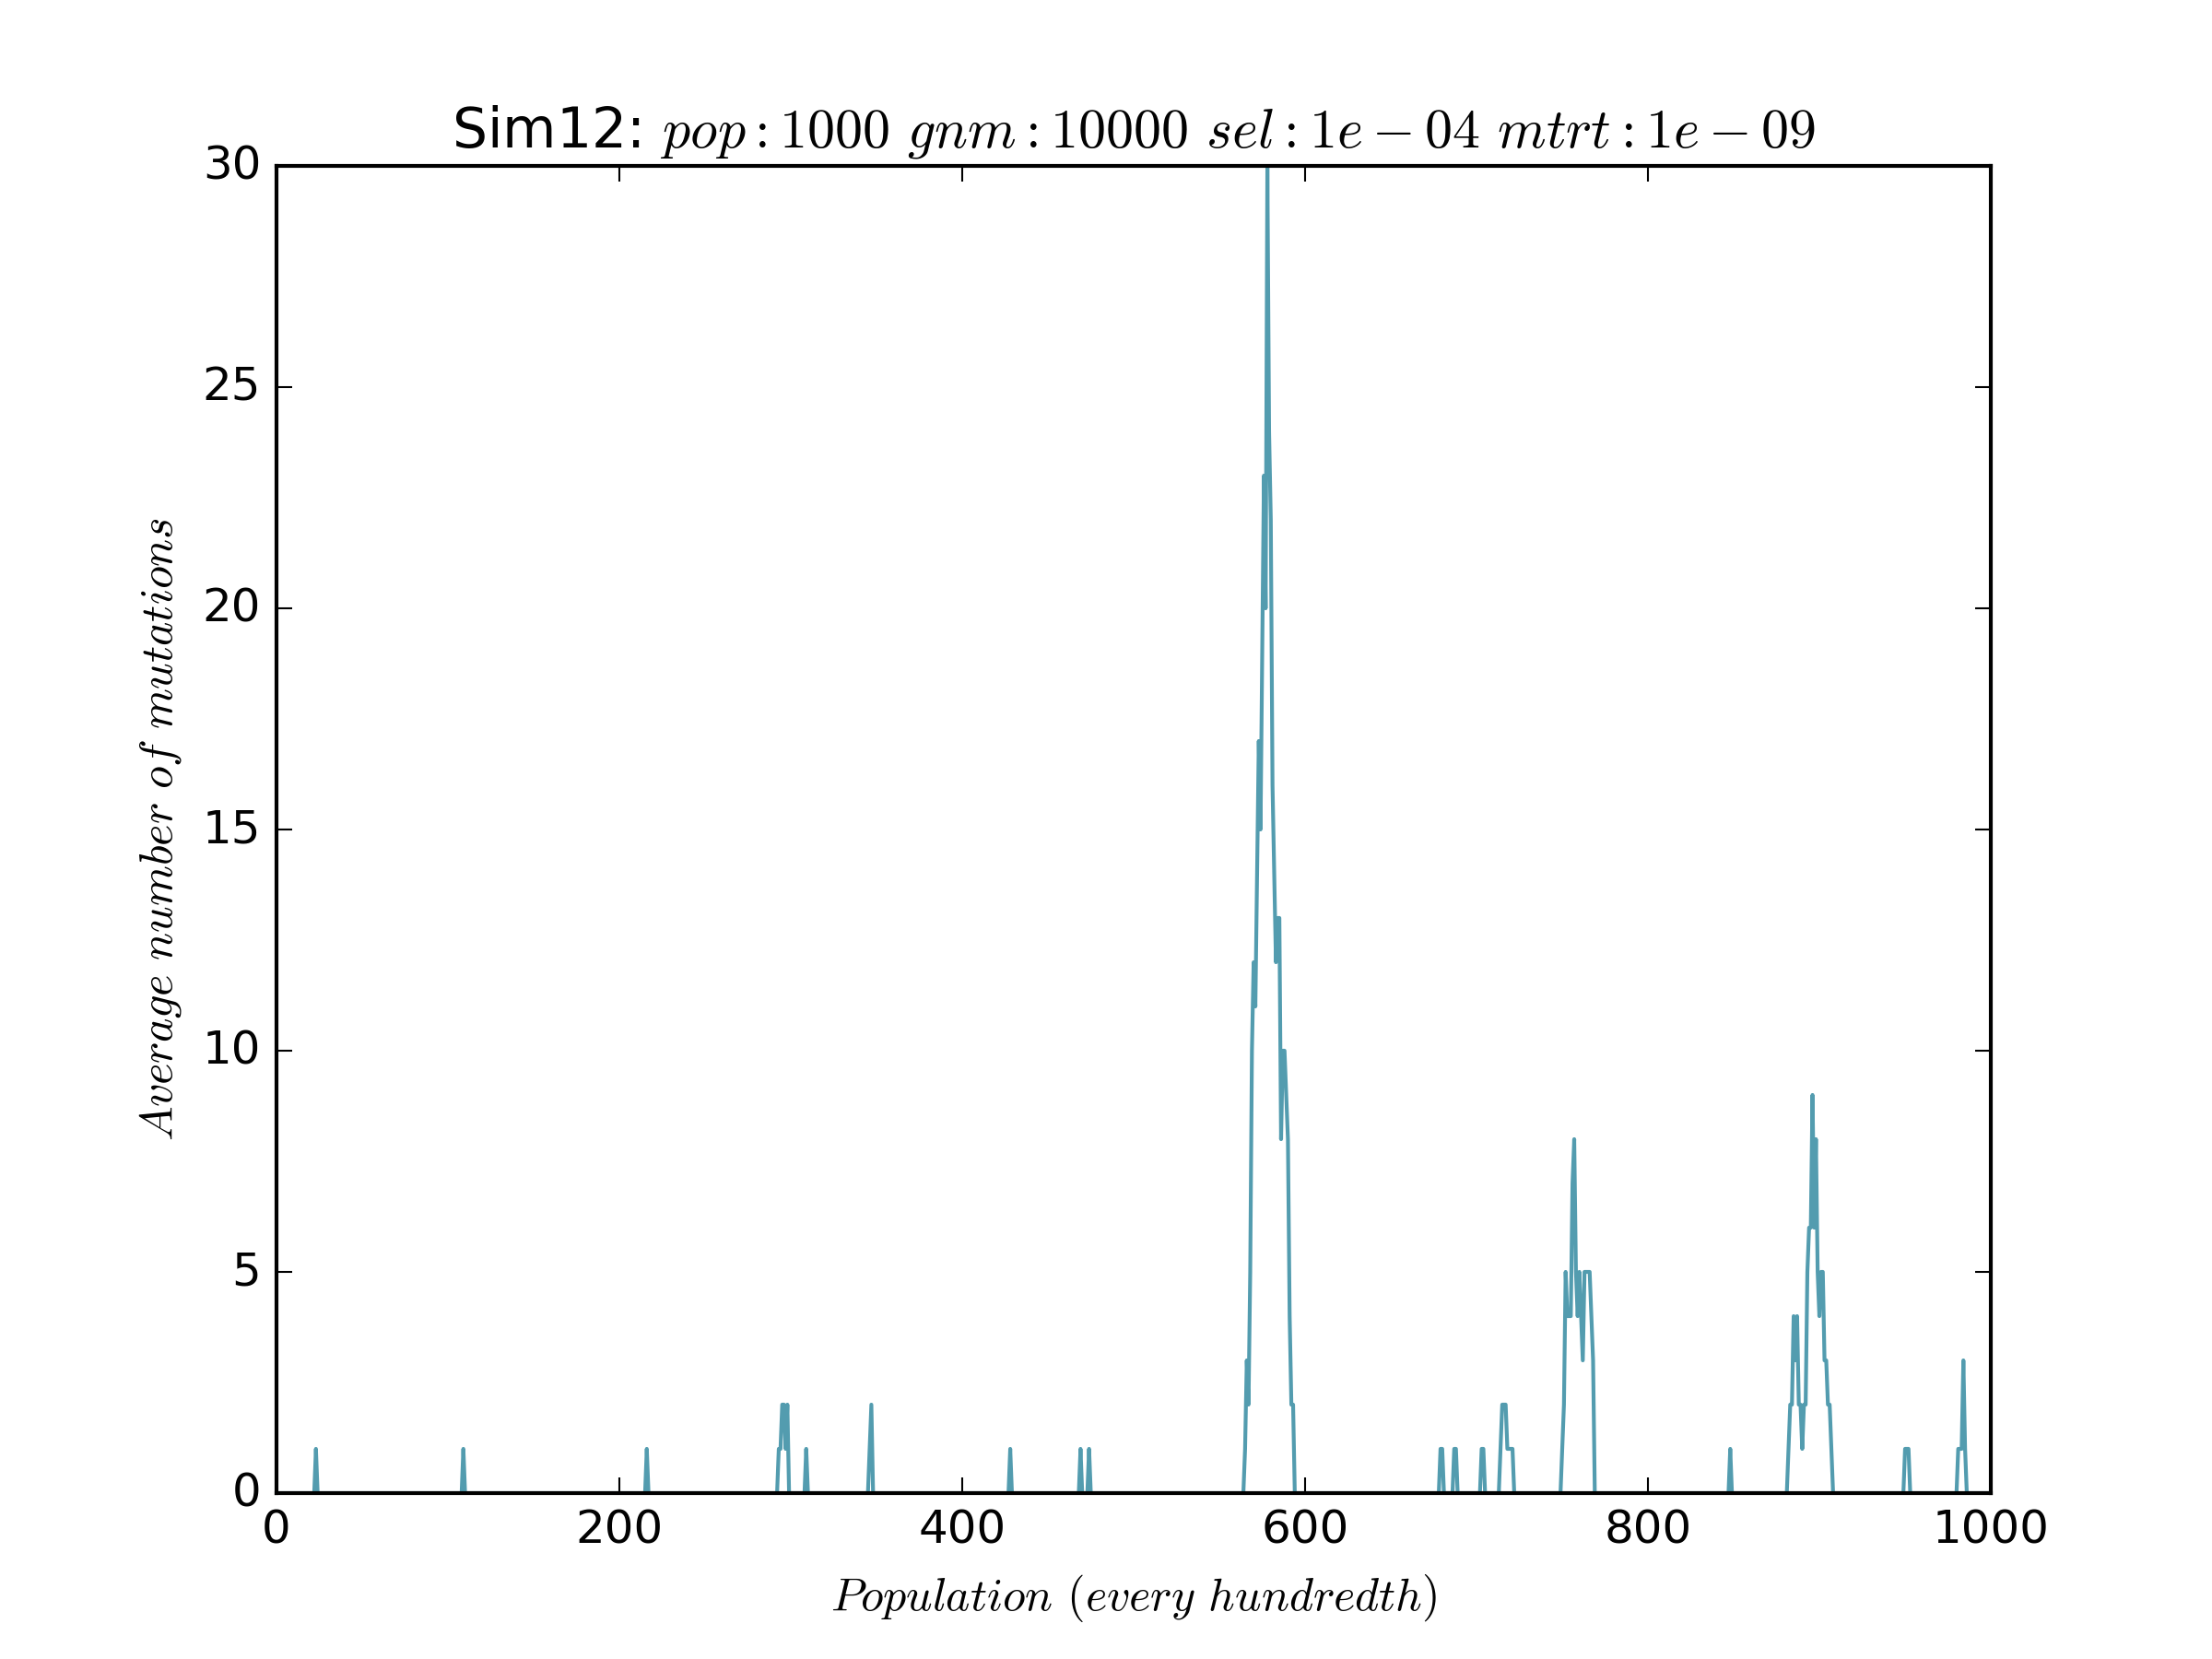 Sim12: pop : 1000 gnm : 10000 sel : 1e − 04 mtrt : 1e − 09
30
25
20
15
10
5
0
Average number of mutations
0 200 400 600 800 1000
Population (every hundredth)